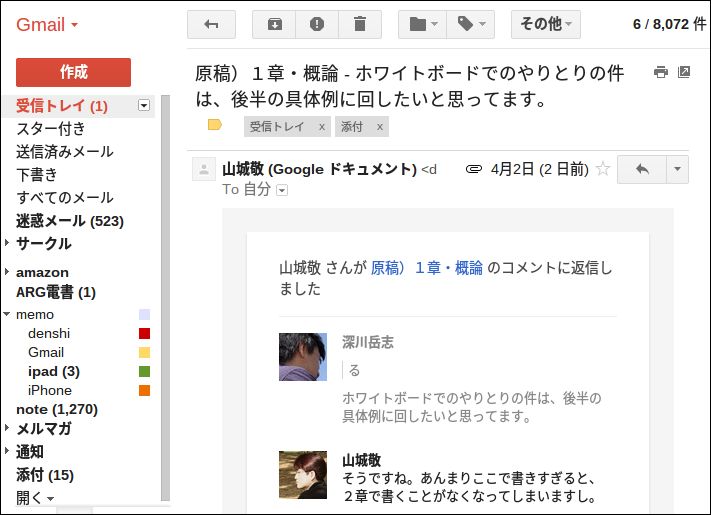 Gmail
その他
6 / 8,072 件
作成
受信トレイ (1)
スター付き
送信済みメール
下書き
すべてのメール
迷惑メール (523)
サークル
amazon
ARG電書 (1)
memo
denshi
Gmail
ipad (3)
iPhone
note (1,270)
メルマガ
通知
添付 (15)
開く
原稿）１章・概論 - ホワイトボードでのやりとりの件
は、後半の具体例に回したいと思ってます。
受信トレイ x 添付 x
山城敬 (Google ドキュメント) <d 4月2日 (2 日前)
To 自分
山城敬 さんが 原稿）１章・概論 のコメントに返信し
ました
深川岳志
る
ホワイトボードでのやりとりの件は、後半の
具体例に回したいと思ってます。
山城敬
そうですね。あんまりここで書きすぎると、
２章で書くことがなくなってしまいますし。